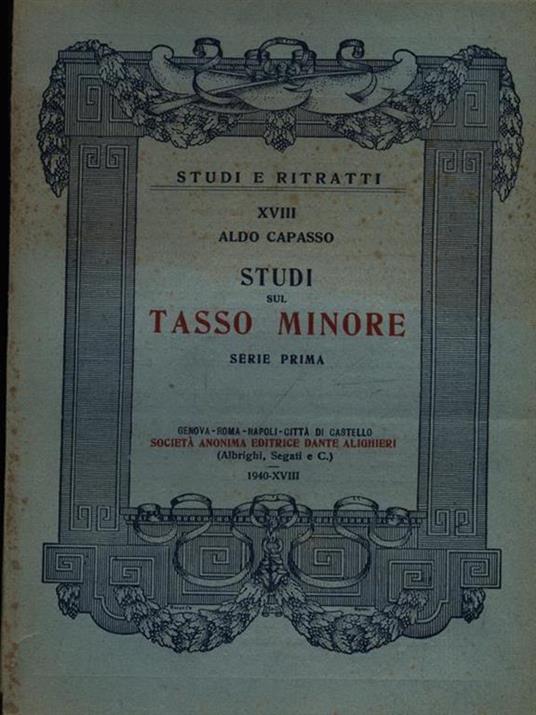 STUDI E RITRATTI
XVIII
ALDO CAPASSO
STUDI
SUL
TASSO MINORE
SERIE PRIMA
GENOVA-ROMA-NAPOLI-CITTÀ DI CASTELLO
SOCIETÀ ANONIMA EDITRICE DANTE ALIGHIERI
(Albrighi, Segati e C.)
1940-XVIII